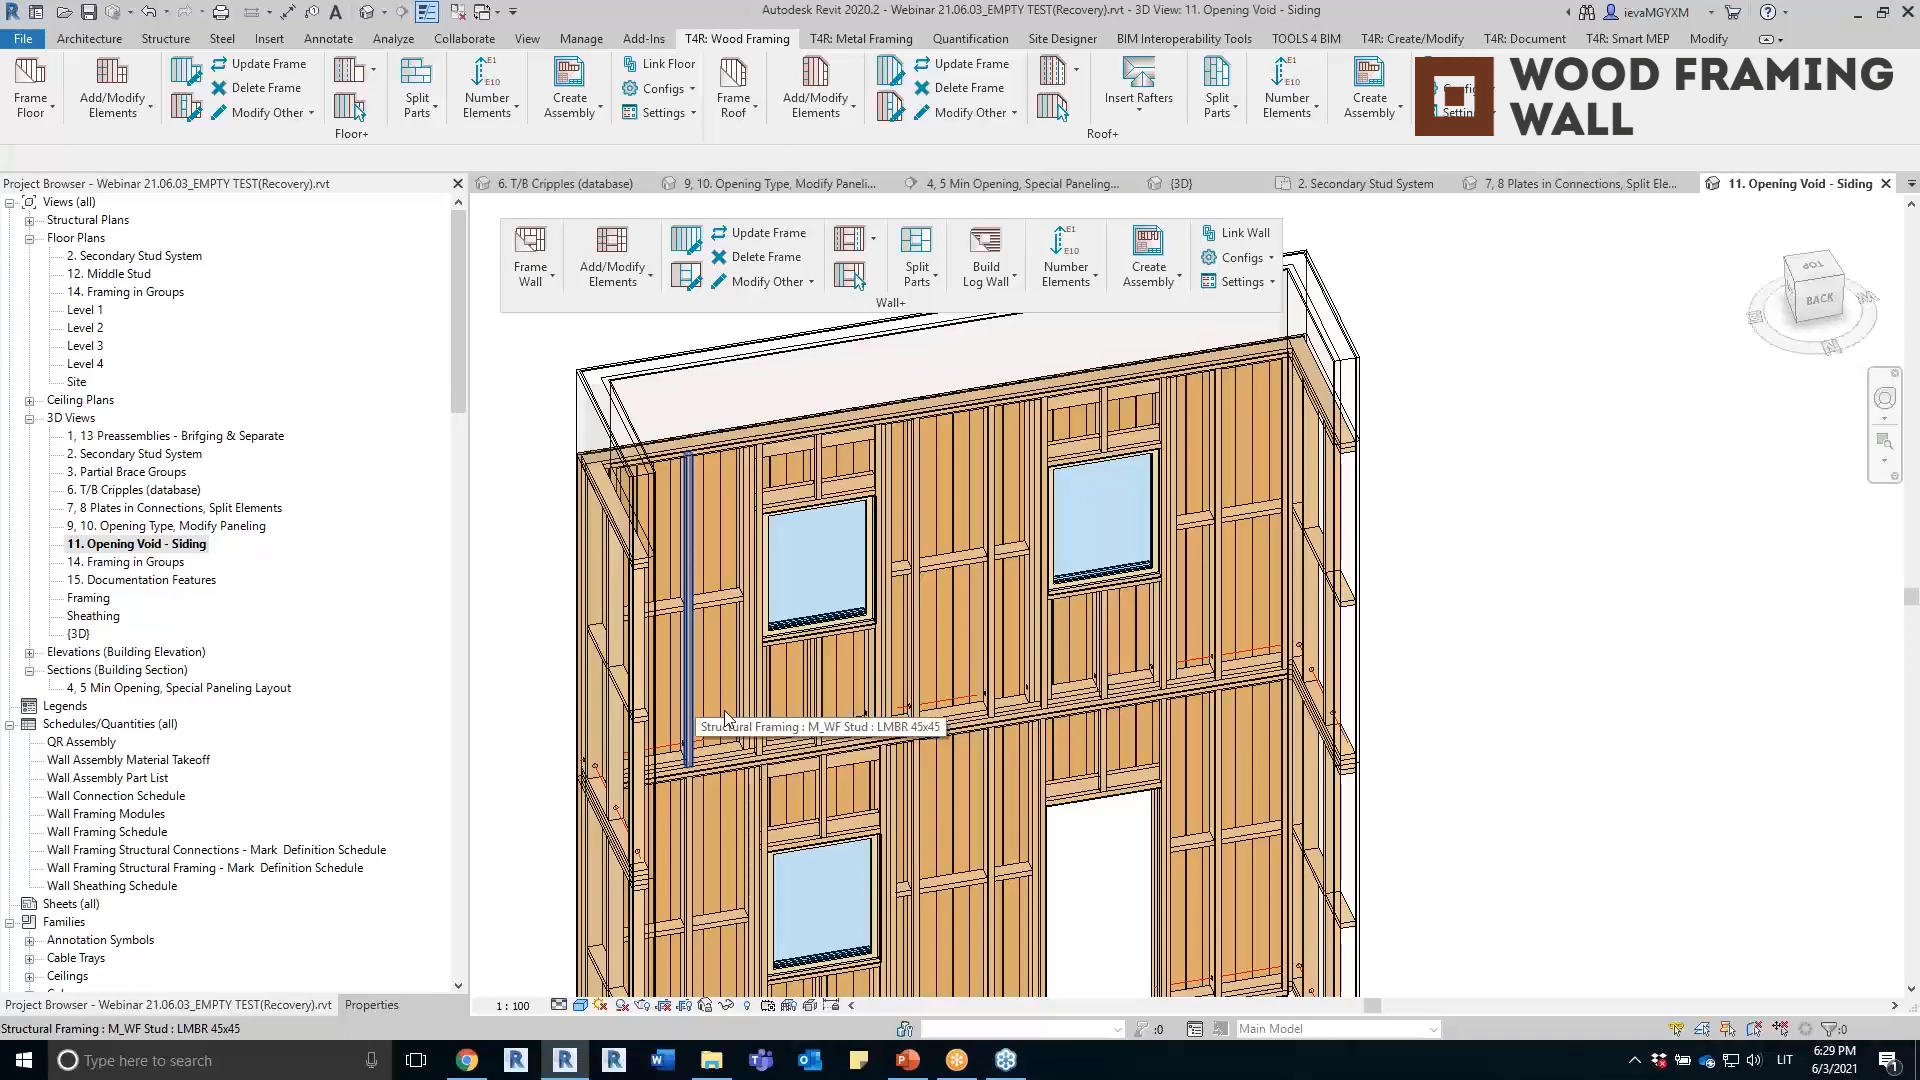 Autodesk Revit 2020.2 - Webinar 21.06.03_EMPTY TEST(Recovery).rvt - 3D View: 11. Opening Void - Siding
ievaMGYXM
File Architecture Structure Steel Insert Annotate Analyze Collaborate View Manage Add-Ins T4R: Wood Framing T4R: Metal Framing Quantification Site Designer BIM Interoperability Tools TOOLS 4 BIM T4R: Create/Modify T4R: Document T4R: Smart MEP Modify
Frame Floor
Add/Modify Elements
Update Frame
Delete Frame
Modify Other
Split Parts
Number Elements
Create Assembly
Link Floor
Configs
Settings
Floor+
Frame Roof
Add/Modify Elements
Update Frame
Delete Frame
Modify Other
Insert Rafters
Split Parts
Number Elements
Create Assembly
Roof+
WOOD FRAMING
WALL
Project Browser - Webinar 21.06.03_EMPTY TEST(Recovery).rvt
6. T/B Cripples (database)
9, 10. Opening Type, Modify Paneli...
4, 5 Min Opening, Special Paneling...
{3D}
2. Secondary Stud System
7, 8 Plates in Connections, Split Ele...
11. Opening Void - Siding
Views (all)
Structural Plans
Floor Plans
2. Secondary Stud System
12. Middle Stud
14. Framing in Groups
Level 1
Level 2
Level 3
Level 4
Site
Ceiling Plans
3D Views
1, 13 Preassemblies - Brifging & Separate
2. Secondary Stud System
3. Partial Brace Groups
6. T/B Cripples (database)
7, 8 Plates in Connections, Split Elements
9, 10. Opening Type, Modify Paneling
11. Opening Void - Siding
14. Framing in Groups
15. Documentation Features
Framing
Sheathing
{3D}
Elevations (Building Elevation)
Sections (Building Section)
4, 5 Min Opening, Special Paneling Layout
Legends
Schedules/Quantities (all)
QR Assembly
Wall Assembly Material Takeoff
Wall Assembly Part List
Wall Connection Schedule
Wall Framing Modules
Wall Framing Schedule
Wall Framing Structural Connections - Mark Definition Schedule
Wall Framing Structural Framing - Mark Definition Schedule
Wall Sheathing Schedule
Sheets (all)
Families
Annotation Symbols
Cable Trays
Ceilings
Frame Wall
Add/Modify Elements
Update Frame
Delete Frame
Modify Other
Split Parts
Build Log Wall
Number Elements
Create Assembly
Link Wall
Configs
Settings
Wall+
TOP
BACK
Structural Framing : M_WF Stud : LMBR 45x45
Project Browser - Webinar 21.06.03_EMPTY TEST(Recovery).rvt Properties
1 : 100
Structural Framing : M_WF Stud : LMBR 45x45
:0
Main Model
:0
Type here to search
LIT
6:29 PM
6/3/2021